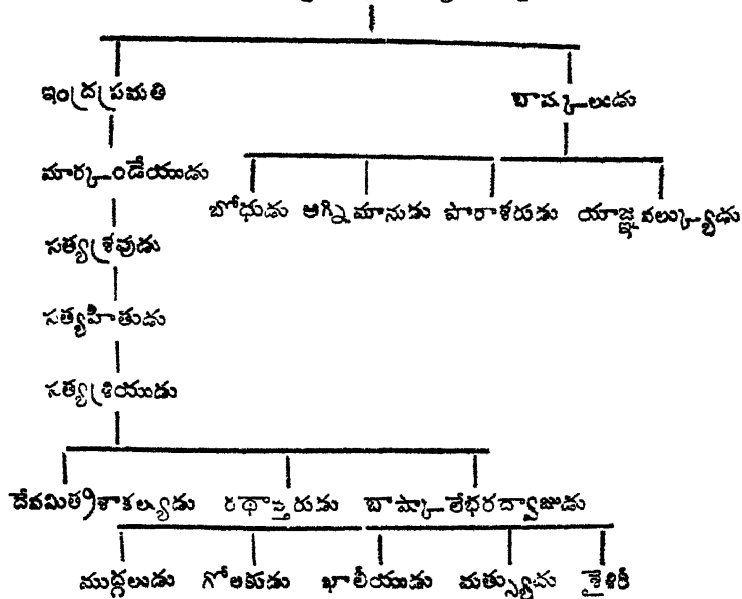 ఇంద్రప్రమతి బాష్కలుడు
మార్కండేయుడు
బోధుడు అగ్నిమానుడు పారాశరుడు యాజ్ఞవల్క్యుడు
సత్యశ్రవుడు
సత్యహితుడు
సత్యశ్రియుడు
దేవమిత్రశాకల్యుడు రథాన్తరుడు బాష్కాలేభరద్వాజుడు
ముద్గలుడు గోలకుడు ఖాలీయుడు మత్స్యుడు శైశిరి